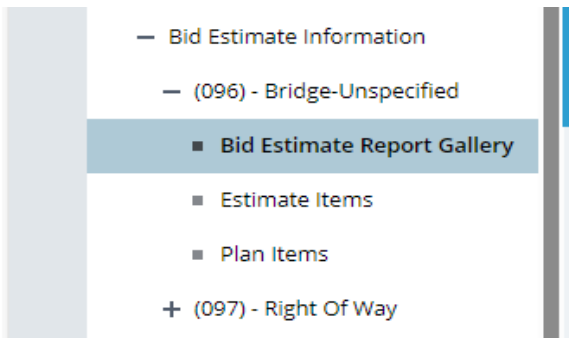 Bid Estimate Information
(096) - Bridge-Unspecified
Bid Estimate Report Gallery
Estimate Items
Plan Items
(097) - Right Of Way